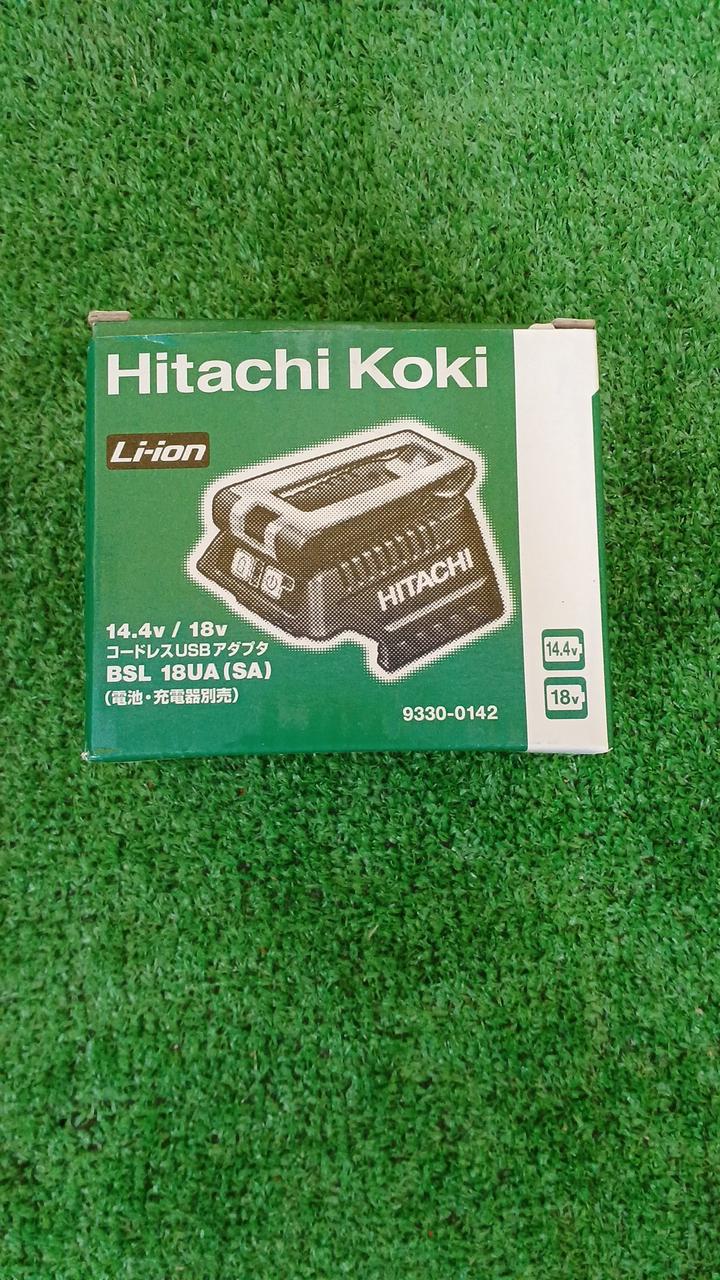 Hitachi Koki
Li-ion
HITACHI
14.4v / 18v
コードレスUSBアダプタ
BSL 18UA(SA)
(電池・充電器別売)
9330-0142
14.4v
18v